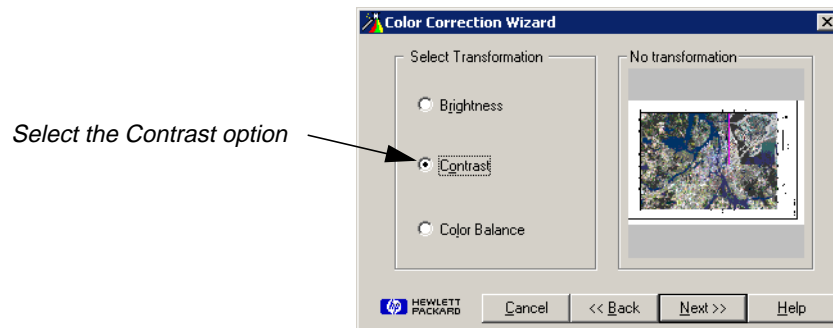 Color Correction Wizard
Select Transformation
No transformation
Brightness
Select the Contrast option
Contrast
Color Balance
hp HEWLETT
PACKARD
Cancel
<< Back
Next >>
Help